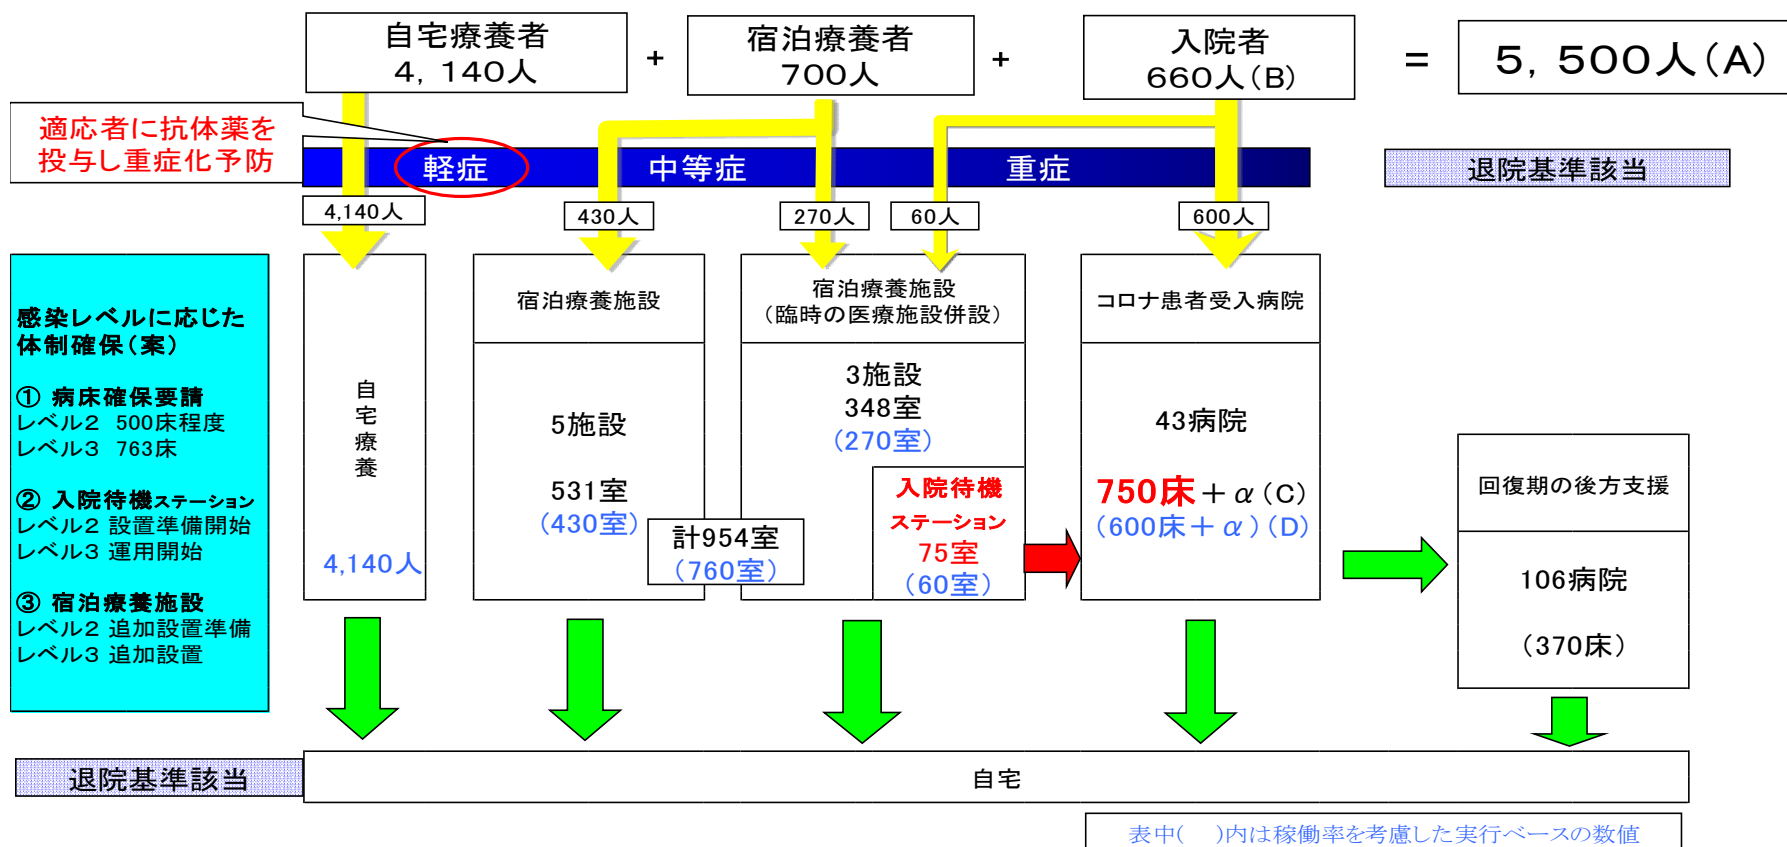 自宅療養者
4,140人
+
宿泊療養者
700人
+
入院者
660人(B)
=
5,500人(A)
適応者に抗体薬を
投与し重症化予防
軽症
中等症
重症
退院基準該当
4,140人
430人
270人
60人
600人
感染レベルに応じた
体制確保(案)
① 病床確保要請
レベル2 500床程度
レベル3 763床
② 入院待機ステーション
レベル2 設置準備開始
レベル3 運用開始
③ 宿泊療養施設
レベル2 追加設置準備
レベル3 追加設置
自宅療養
4,140人
宿泊療養施設
5施設
531室
(430室)
計954室
(760室)
宿泊療養施設
(臨時の医療施設併設)
3施設
348室
(270室)
入院待機
ステーション
75室
(60室)
コロナ患者受入病院
43病院
750床+α(C)
(600床+α)(D)
回復期の後方支援
106病院
(370床)
退院基準該当
自宅
表中( )内は稼働率を考慮した実行ベースの数値